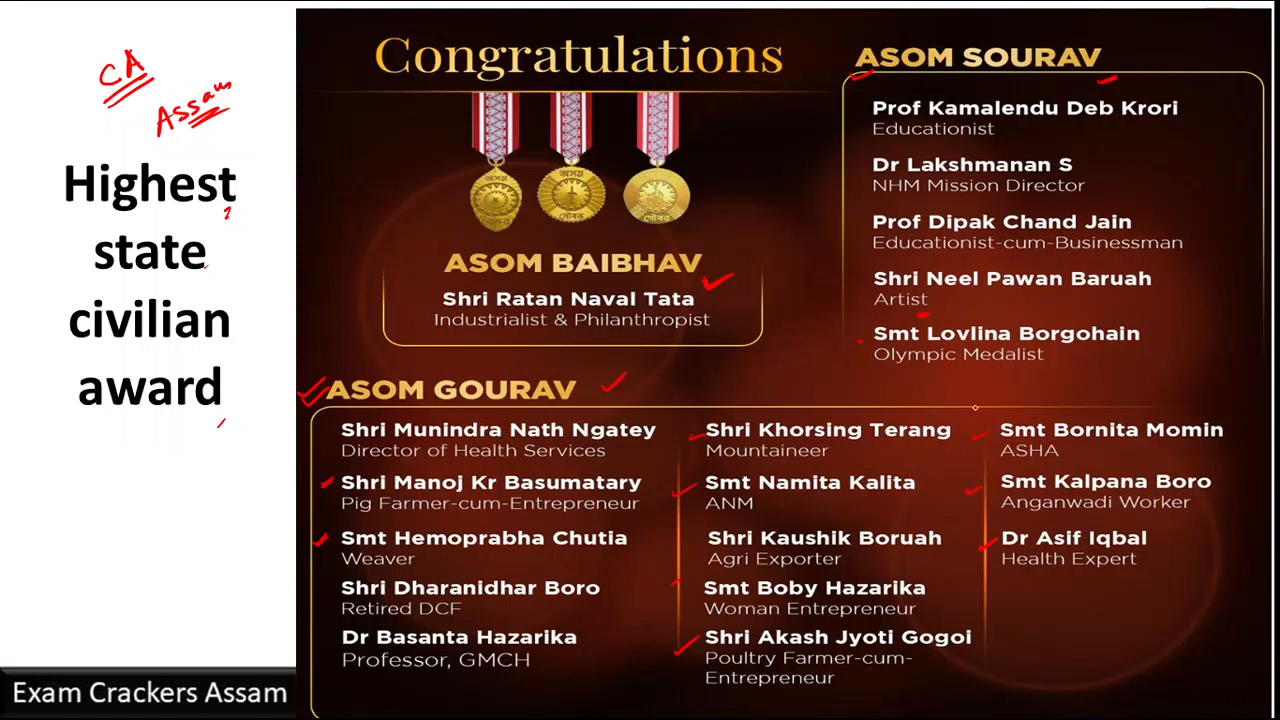 CA
Assam
Highest
state
civilian
award
Exam Crackers Assam
Congratulations
ASOM BAIBHAV
Shri Ratan Naval Tata
Industrialist & Philanthropist
ASOM SOURAV
Prof Kamalendu Deb Krori
Educationist
Dr Lakshmanan S
NHM Mission Director
Prof Dipak Chand Jain
Educationist-cum-Businessman
Shri Neel Pawan Baruah
Artist
Smt Lovlina Borgohain
Olympic Medalist
ASOM GOURAV
Shri Munindra Nath Ngatey
Director of Health Services
Shri Manoj Kr Basumatary
Pig Farmer-cum-Entrepreneur
Smt Hemoprabha Chutia
Weaver
Shri Dharanidhar Boro
Retired DCF
Dr Basanta Hazarika
Professor, GMCH
Shri Khorsing Terang
Mountaineer
Smt Namita Kalita
ANM
Shri Kaushik Boruah
Agri Exporter
Smt Boby Hazarika
Woman Entrepreneur
Shri Akash Jyoti Gogoi
Poultry Farmer-cum-
Entrepreneur
Smt Bornita Momin
ASHA
Smt Kalpana Boro
Anganwadi Worker
Dr Asif Iqbal
Health Expert